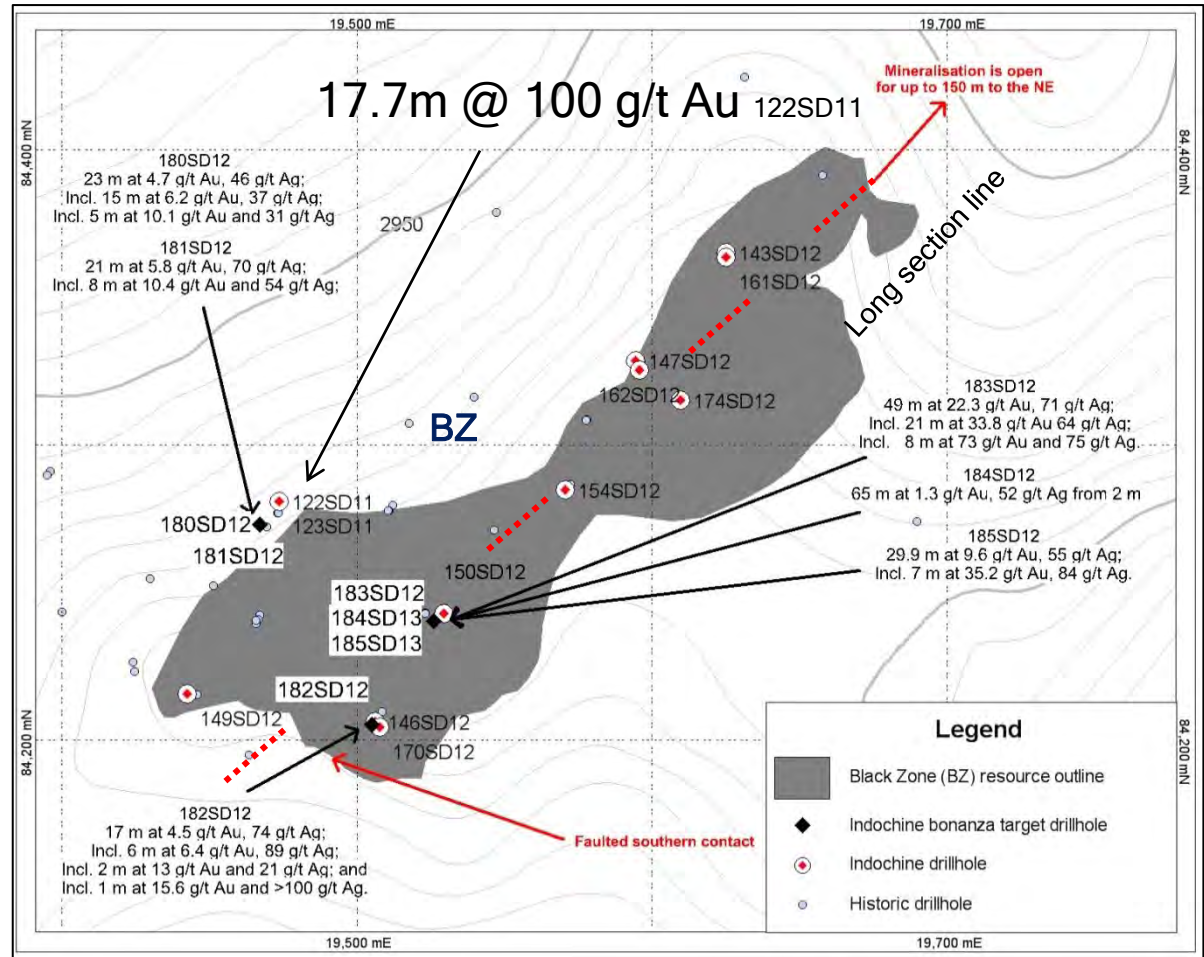 19,500 mE
19,700 mE
17.7m @ 100 g/t Au 122SD11
Mineralisation is open
for up to 150 m to the NE
84,400 mN
84,400 mN
180SD12
23 m at 4.7 g/t Au, 46 g/t Ag;
Incl. 15 m at 6.2 g/t Au, 37 g/t Ag;
Incl. 5 m at 10.1 g/t Au and 31 g/t Ag
181SD12
21 m at 5.8 g/t Au, 70 g/t Ag;
Incl. 8 m at 10.4 g/t Au and 54 g/t Ag;
2950
Long section line
143SD12
161SD12
147SD12
162SD12
174SD12
BZ
183SD12
49 m at 22.3 g/t Au, 71 g/t Ag;
Incl. 21 m at 33.8 g/t Au 64 g/t Ag;
Incl. 8 m at 73 g/t Au and 75 g/t Ag.
184SD12
65 m at 1.3 g/t Au, 52 g/t Ag from 2 m
185SD12
29.9 m at 9.6 g/t Au, 55 g/t Ag;
Incl. 7 m at 35.2 g/t Au, 84 g/t Ag.
154SD12
122SD11
123SD11
180SD12
181SD12
150SD12
183SD12
184SD13
185SD13
182SD12
149SD12
146SD12
170SD12
84,200 mN
84,200 mN
182SD12
17 m at 4.5 g/t Au, 74 g/t Ag;
Incl. 6 m at 6.4 g/t Au, 89 g/t Ag;
Incl. 2 m at 13 g/t Au and 21 g/t Ag; and
Incl. 1 m at 15.6 g/t Au and >100 g/t Ag.
Faulted southern contact
Legend
Black Zone (BZ) resource outline
Indochine bonanza target drillhole
Indochine drillhole
Historic drillhole
19,500 mE
19,700 mE